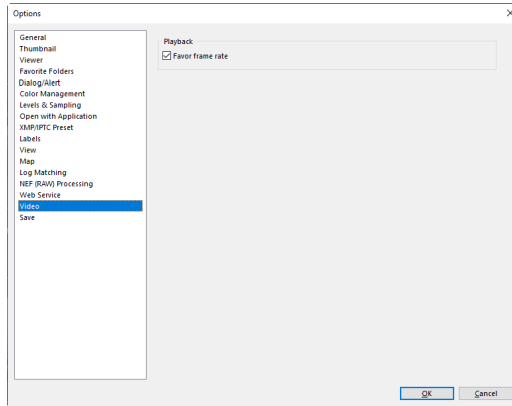 Options
General
Thumbnail
Viewer
Favorite Folders
Dialog/Alert
Color Management
Levels & Sampling
Open with Application
XMP/IPTC Preset
Labels
View
Map
Log Matching
NEF (RAW) Processing
Web Service
Video
Save
Playback
Favor frame rate
OK
Cancel